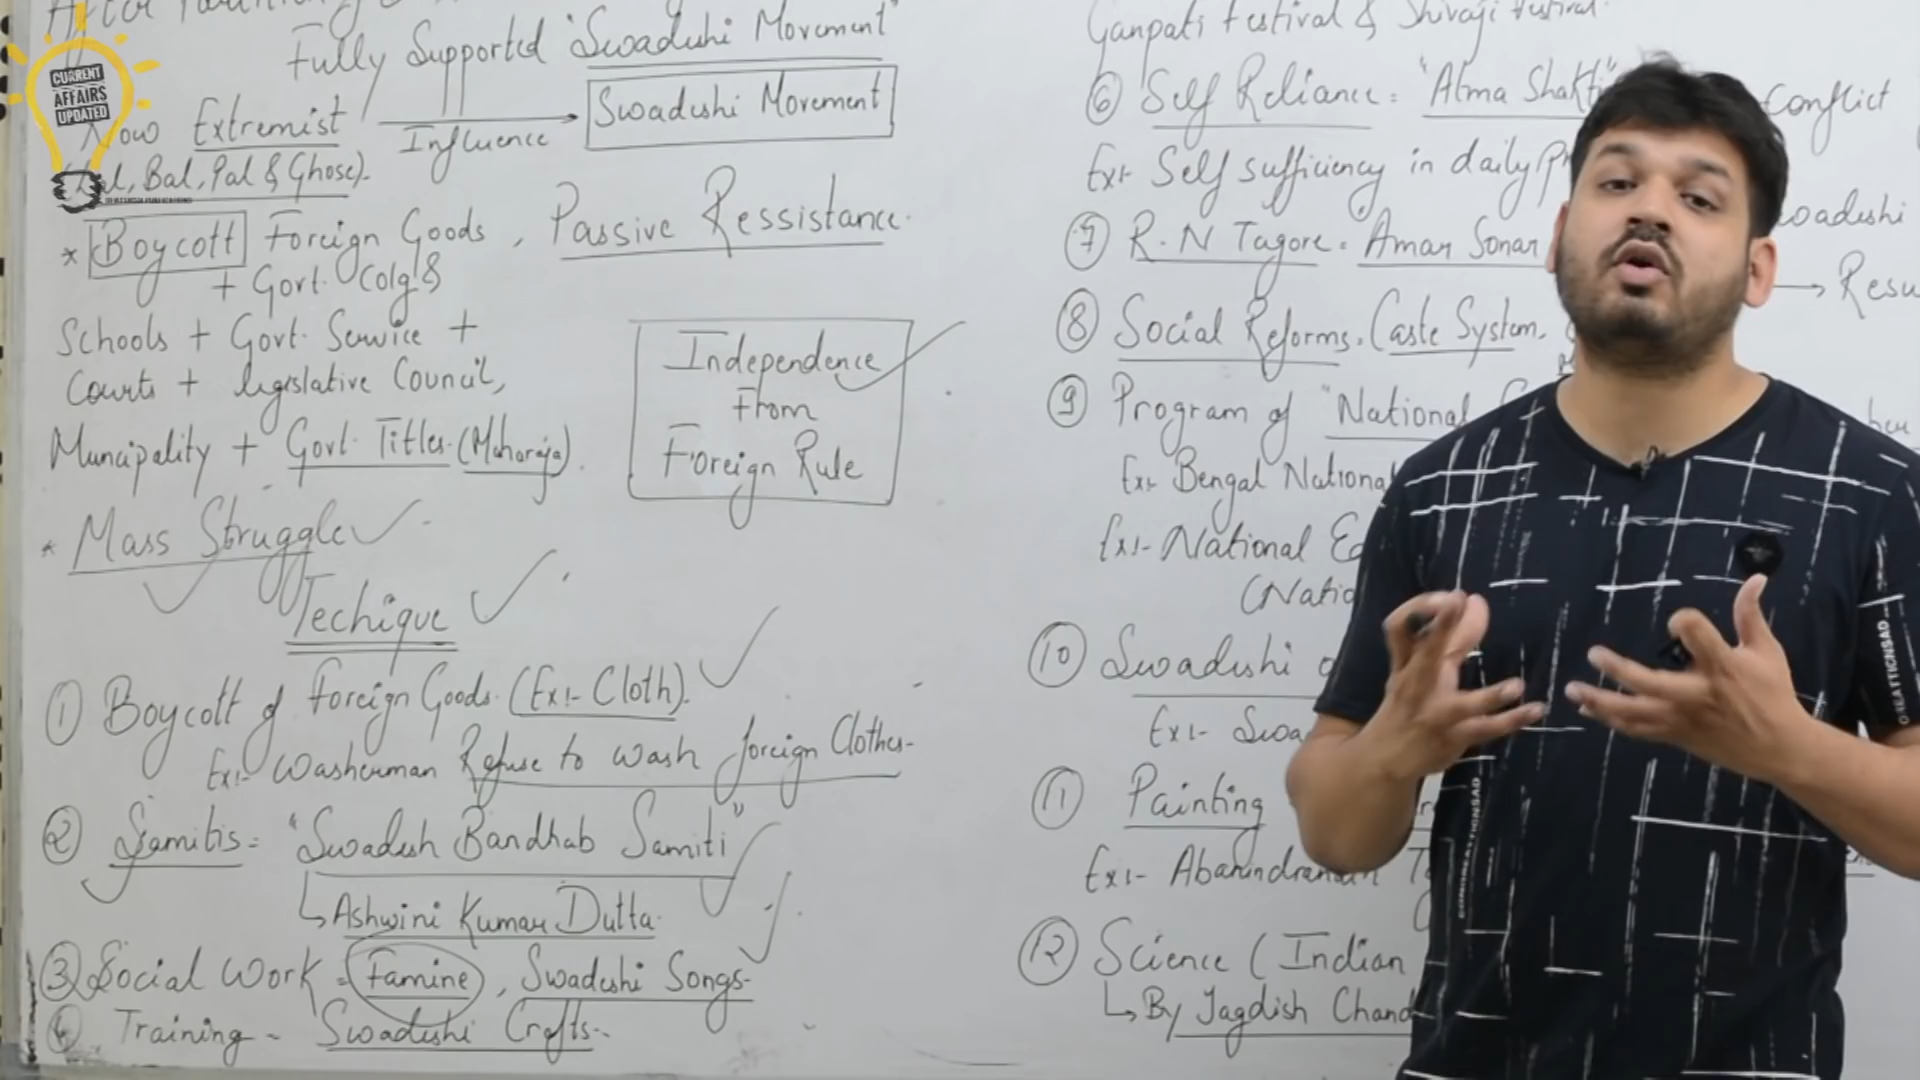 CURRENT
AFFAIRS
UPDATED
Fully Supported "Swadeshi Movement"
Now Extremist
Influence
Swadeshi Movement
Bal, Pal & Ghose).
* Boycott Foreign Goods, Passive Ressistance.
+ Govt. Colg &
Schools + Govt. Service +
Courts + legislative Council,
Muncipality + Govt. Titles (Maharaja).
Independence
From
Foreign Rule
* Mass Struggle
Techique
① Boycott of Foreign Goods. (Ex:- Cloth).
Ex:- Washerman Refuse to wash foreign Clothes-
② Samitis = "Swadesh Bandhab Samiti"
Ashwini Kumar Dutta.
③ Social Work = Famine, Swadeshi Songs-
④ Training - Swadeshi Crafts-
Ganpati Festival & Shivaji Festival.
⑥ Self Reliance = "Atma Shakti"
Ex:- Self sufficiency in daily
⑦ R.N Tagore = Amar Sonar
⑧ Social Reforms. Caste System.
⑨ Program of "National
Ex:- Bengal National
Ex:- National
⑩ Swadeshi
Ex:-
⑪ Painting
Ex:- Abanindranath
⑫ Science (Indian
By Jagdish
Conflict